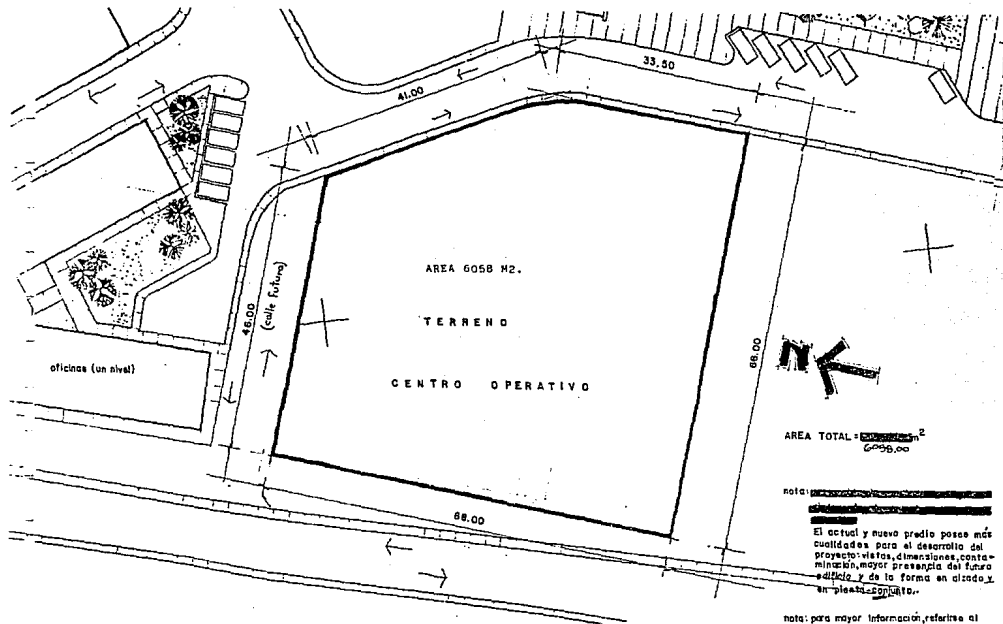 33.50
41.00
AREA 6058 M2.
46.00
(calle Futura)
TERRENO
68.00
N
oficinas (un nivel)
CENTRO OPERATIVO
AREA TOTAL = m²
6058.00
nota:
68.00
El actual y nuevo predio posee más
cualidades para el desarrollo del
proyecto: vistas, dimensiones, conta-
minación, mayor presencia del futuro
edificio y de la forma en alzado y
en planta-conjunto.
nota: para mayor información, referirse al